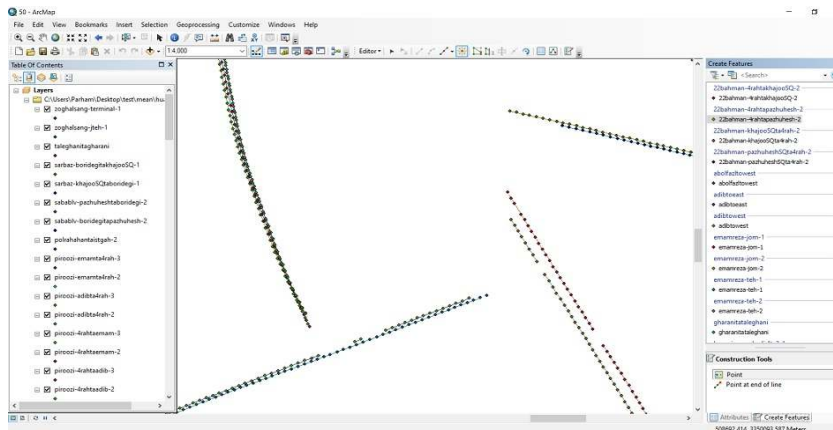 50 - ArcMap
File Edit View Bookmarks Insert Selection Geoprocessing Customize Windows Help
1:4.000
Editor
Table Of Contents
Layers
C:\Users\Parham\Desktop\test\mean\hu
zoghalsang-terminal-1
zoghalsang-jteh-1
taleghanitagharani
sarbaz-boridegitakhajooSQ-1
sarbaz-khajooSQtaboridegi-1
sabablv-pazhuheshtaboridegi-2
sabablv-boridegitapazhuhesh-2
polrahahantaistgah-2
piroozi-emamta4rah-3
piroozi-emamta4rah-2
piroozi-adibta4rah-3
piroozi-adibta4rah-2
piroozi-4rahtaemam-3
piroozi-4rahtaemam-2
piroozi-4rahtaadib-3
piroozi-4rahtaadib-2
Create Features
<Search>
22bahman-4rahtakhajooSQ-2
22bahman-4rahtakhajooSQ-2
22bahman-4rahtapazhuhesh-2
22bahman-4rahtapazhuhesh-2
22bahman-khajooSQta4rah-2
22bahman-khajooSQta4rah-2
22bahman-pazhuheshSQta4rah-2
22bahman-pazhuheshSQta4rah-2
abolfazltowest
abolfazltowest
adibtoeast
adibtoeast
adibtowest
adibtowest
emamreza-jom-1
emamreza-jom-1
emamreza-jom-2
emamreza-jom-2
emamreza-teh-1
emamreza-teh-1
emamreza-teh-2
emamreza-teh-2
gharanitataleghani
gharanitataleghani
Construction Tools
Point
Point at end of line
Attributes Create Features
Meters